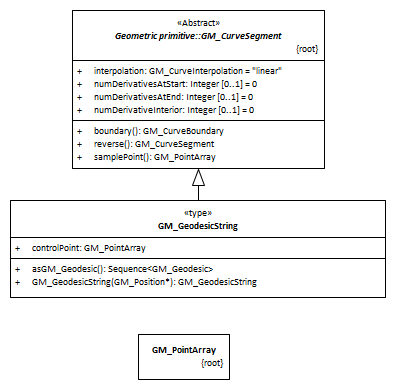 «Abstract»
Geometric primitive::GM_CurveSegment
{root}
+ interpolation: GM_CurveInterpolation = "linear"
+ numDerivativesAtStart: Integer [0..1] = 0
+ numDerivativesAtEnd: Integer [0..1] = 0
+ numDerivativeInterior: Integer [0..1] = 0
+ boundary(): GM_CurveBoundary
+ reverse(): GM_CurveSegment
+ samplePoint(): GM_PointArray
«type»
GM_GeodesicString
+ controlPoint: GM_PointArray
+ asGM_Geodesic(): Sequence<GM_Geodesic>
+ GM_GeodesicString(GM_Position*): GM_GeodesicString
GM_PointArray
{root}